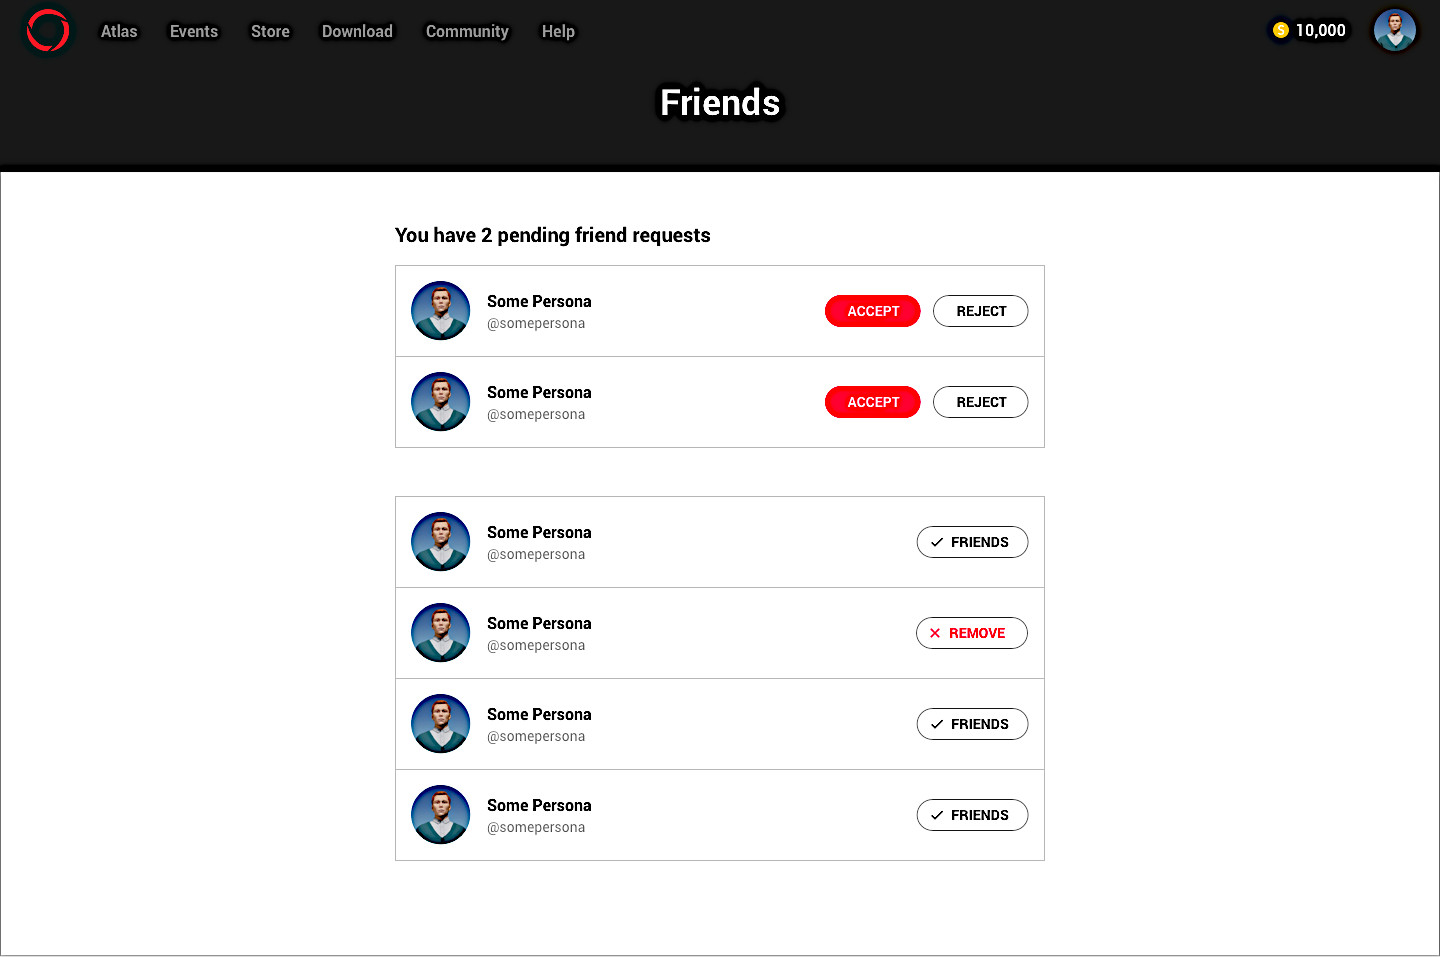 Atlas Events Store Download Community Help 10,000
Friends
You have 2 pending friend requests
Some Persona
@somepersona
ACCEPT REJECT
Some Persona
@somepersona
ACCEPT REJECT
Some Persona
@somepersona
FRIENDS
Some Persona
@somepersona
REMOVE
Some Persona
@somepersona
FRIENDS
Some Persona
@somepersona
FRIENDS